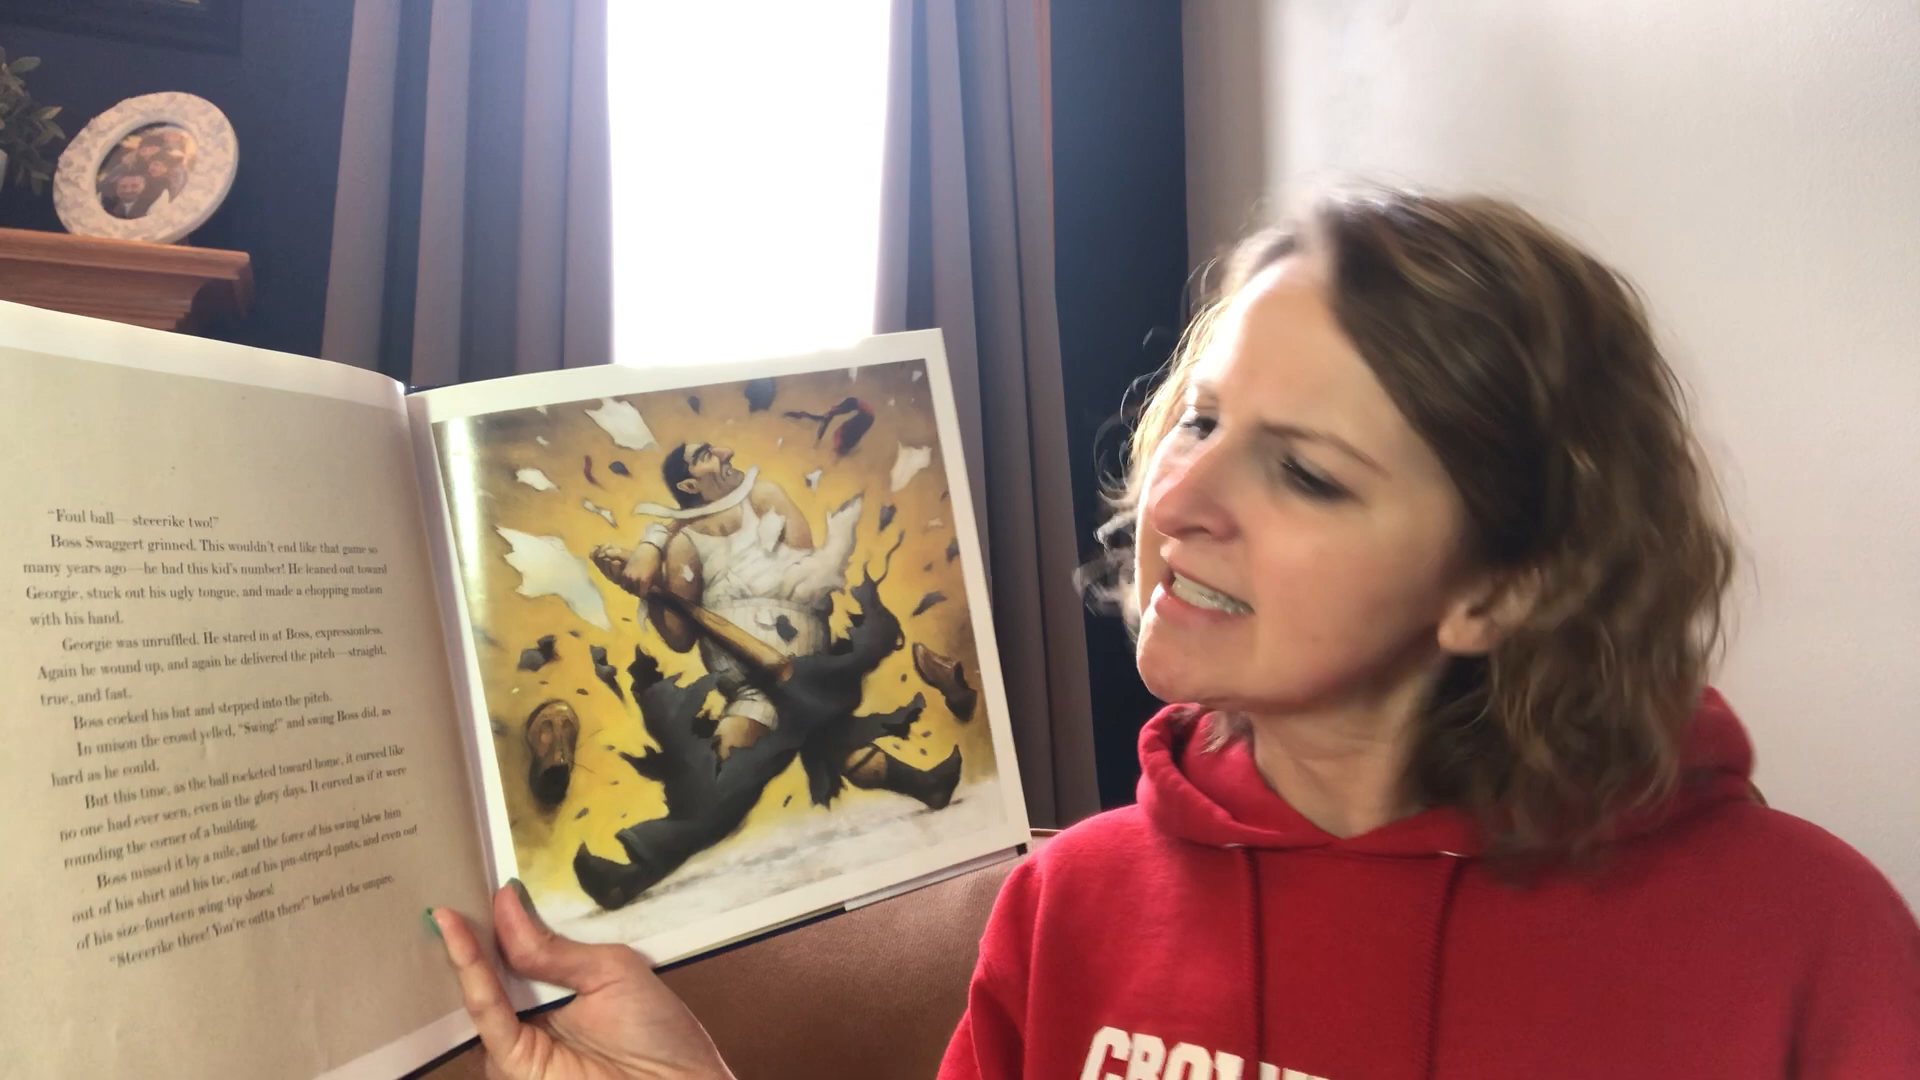 "Foul ball—steeerike two!"
Boss Swaggert grinned. This wouldn't end like that game so
many years ago—he had this kid's number! He leaned out toward
Georgie, stuck out his ugly tongue, and made a chopping motion
with his hand.
Georgie was unruffled. He stared in at Boss, expressionless.
Again he wound up, and again he delivered the pitch—straight,
true, and fast.
Boss cocked his bat and stepped into the pitch.
In unison the crowd yelled, "Swing!" and swing Boss did, as
hard as he could.
But this time, as the ball rocketed toward home, it curved like
no one had ever seen, even in the glory days. It curved as if it were
rounding the corner of a building.
Boss missed it by a mile, and the force of his swing blew him
out of his shirt and his tie, out of his pin-striped pants, and even out
of his size-fourteen wing-tip shoes!
"Steeerike three! You're outta there!" howled the umpire.